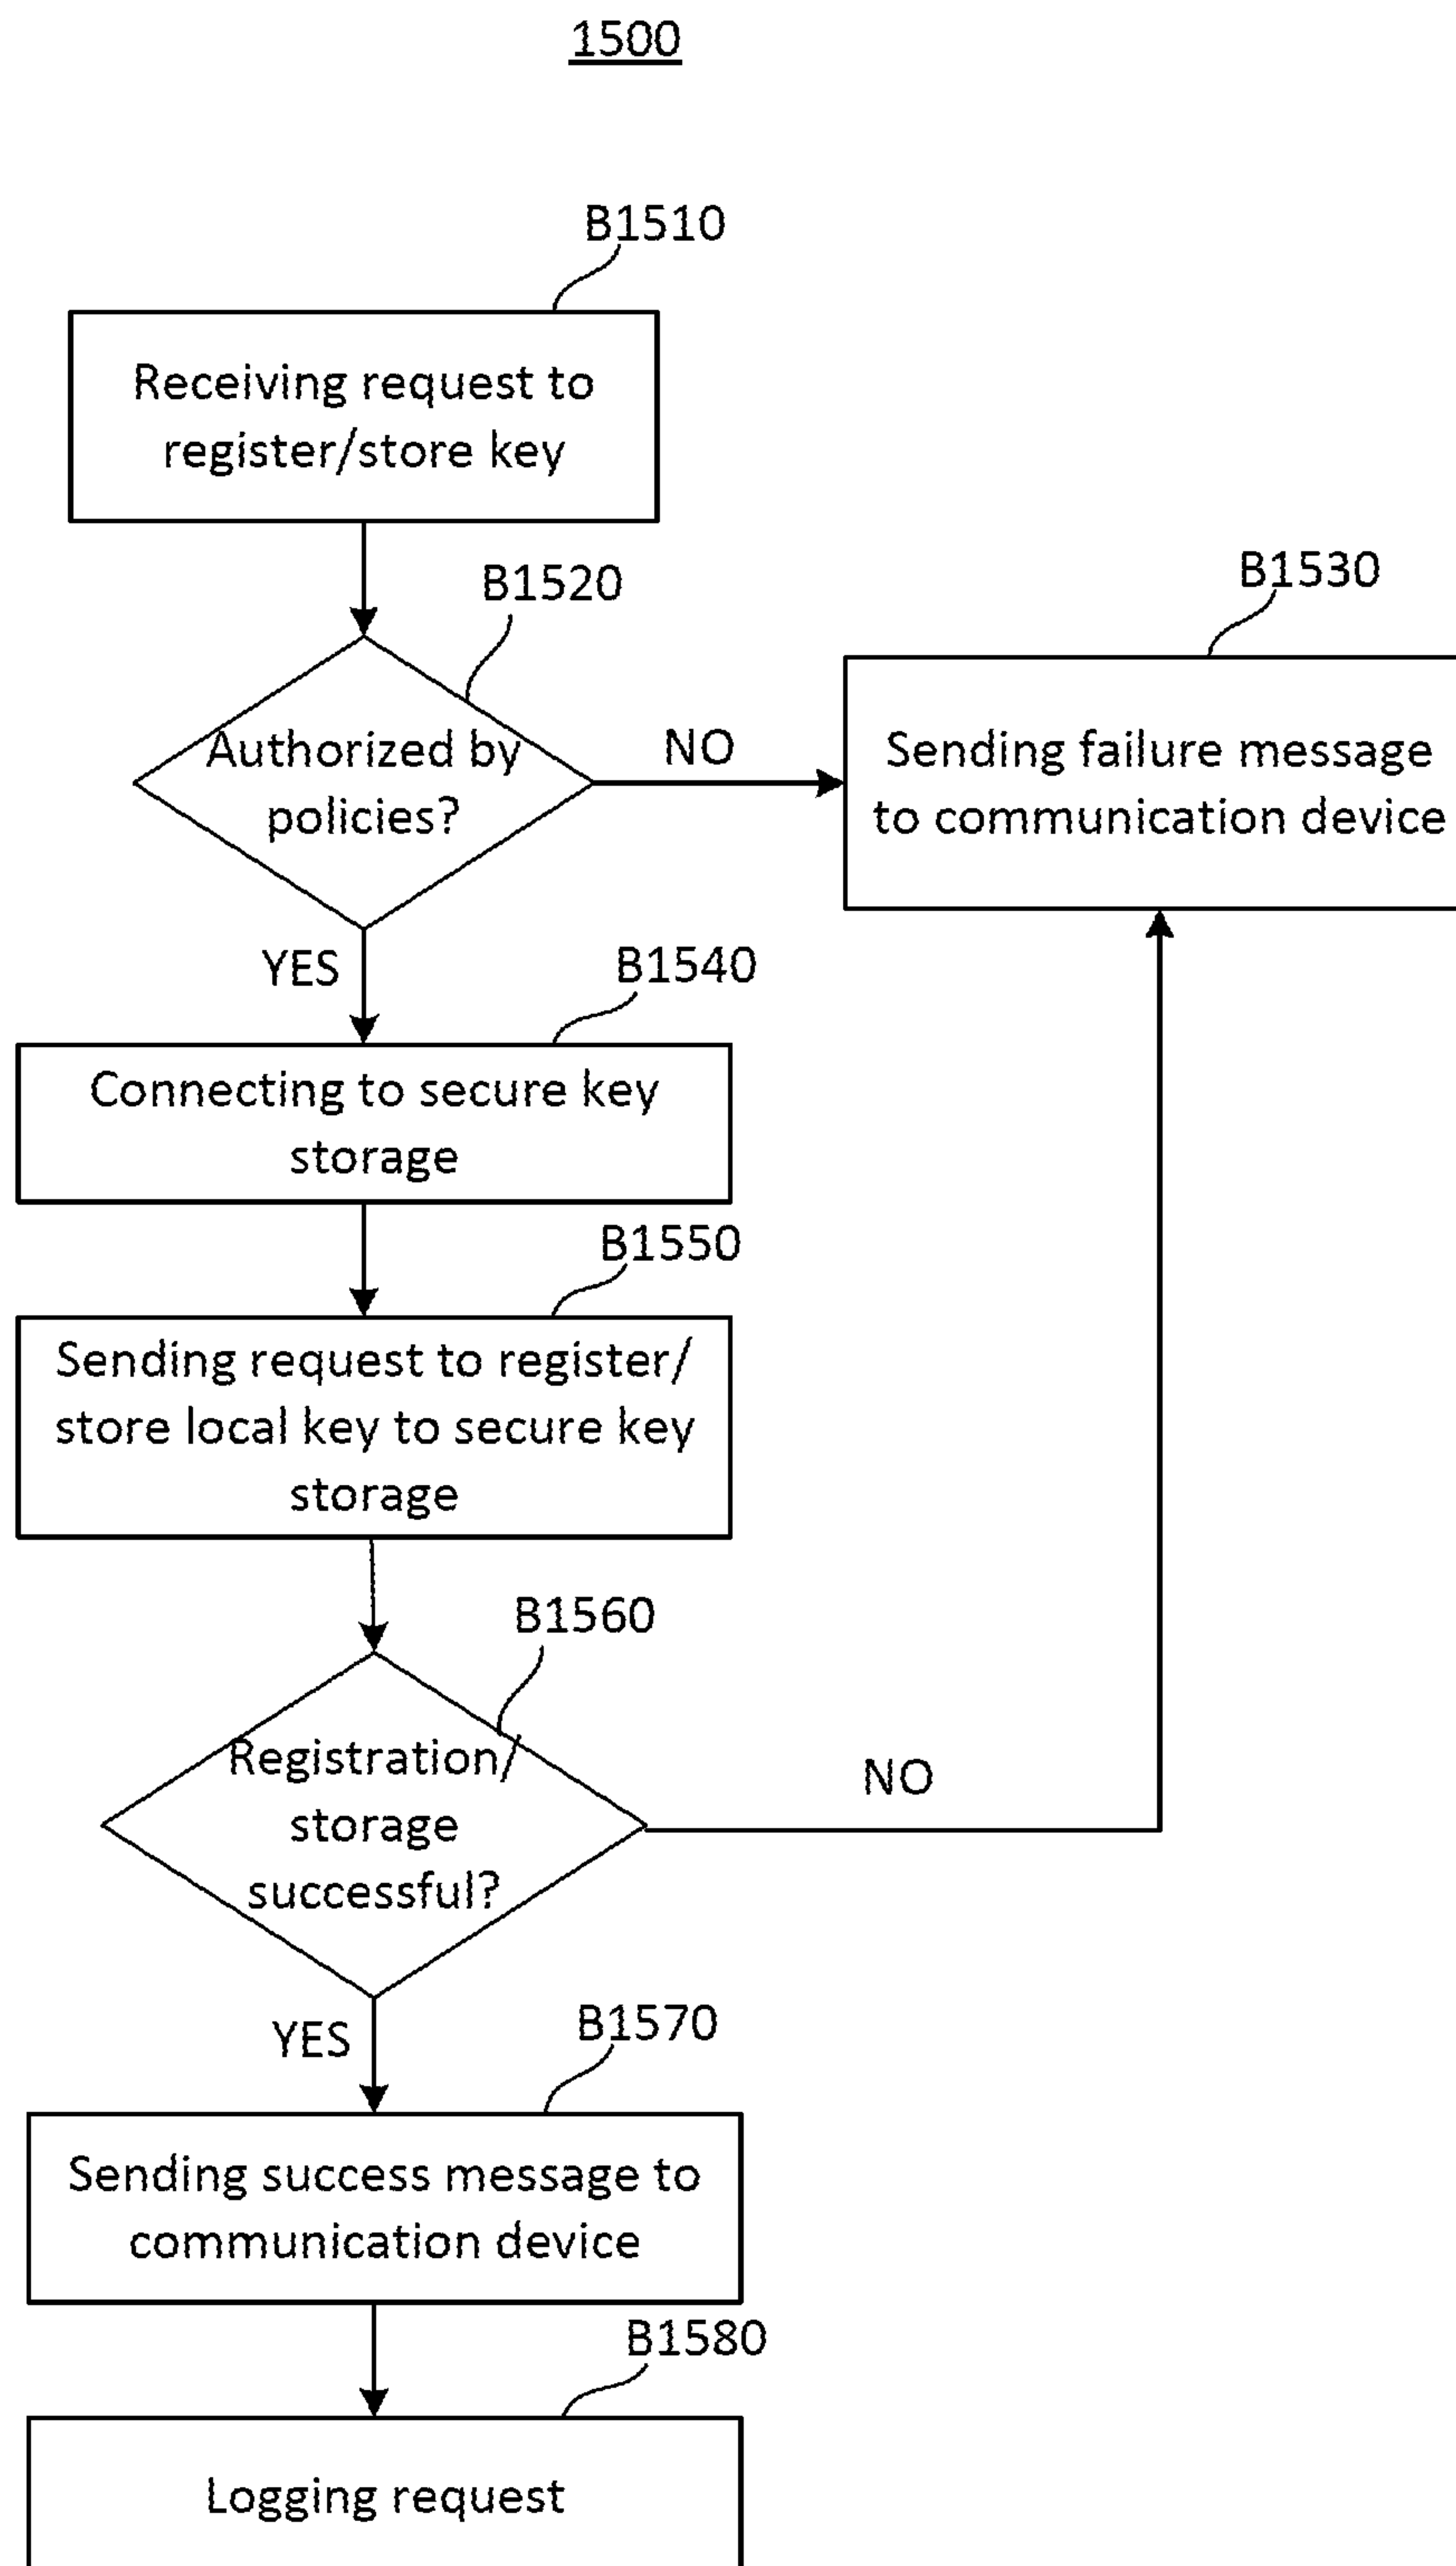 1500
B1510
Receiving request to
register/store key
B1520
Authorized by
policies?
NO
B1530
Sending failure message
to communication device
YES
B1540
Connecting to secure key
storage
B1550
Sending request to register/
store local key to secure key
storage
B1560
Registration/
storage
successful?
NO
YES
B1570
Sending success message to
communication device
B1580
Logging request